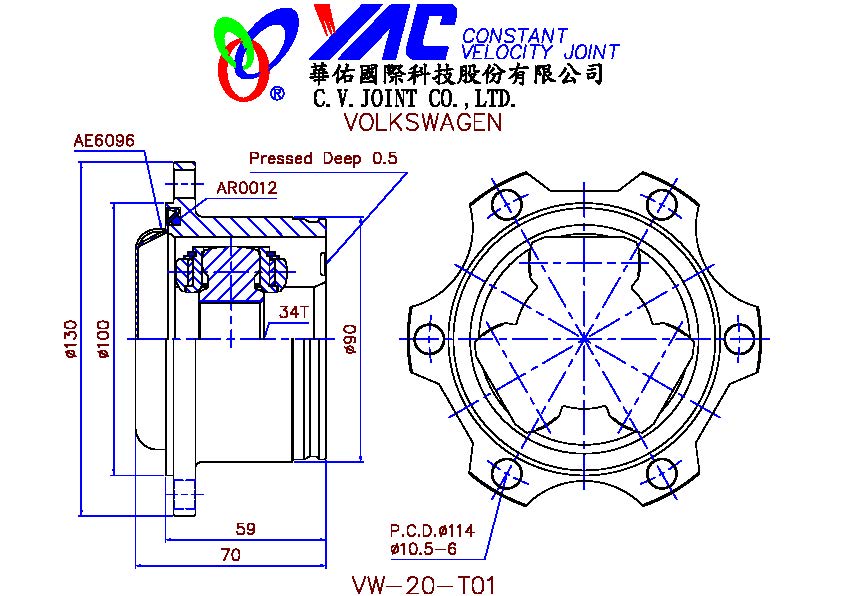 YAC CONSTANT
VELOCITY JOINT
®
華佑國際科技股份有限公司
C.V.JOINT CO.,LTD.
VOLKSWAGEN
AE6096
Pressed Deep 0.5
AR0012
34T
ø130
ø100
ø90
59
70
P.C.D.ø114
ø10.5-6
VW-20-T01